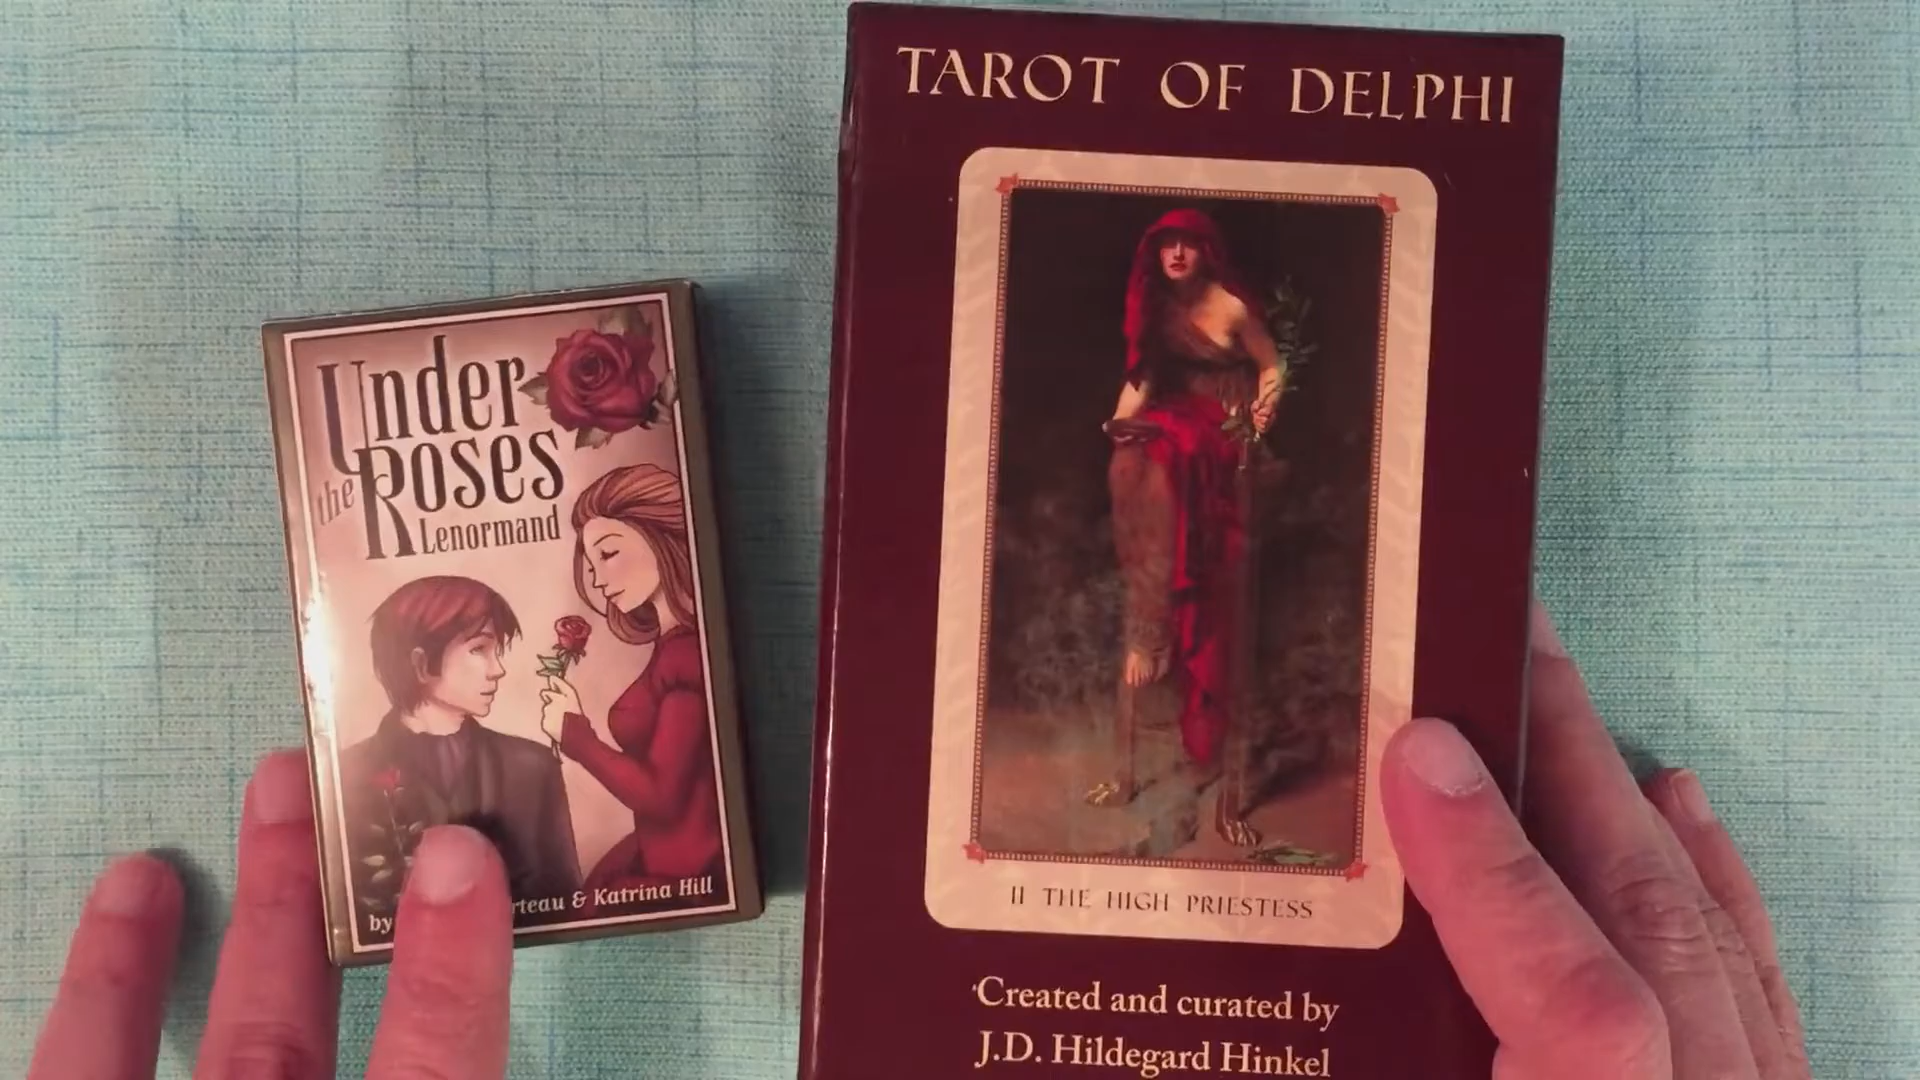 Under
the Roses
Lenormand
by
& Katrina Hill
TAROT OF DELPHI
II THE HIGH PRIESTESS
Created and curated by
J.D. Hildegard Hinkel